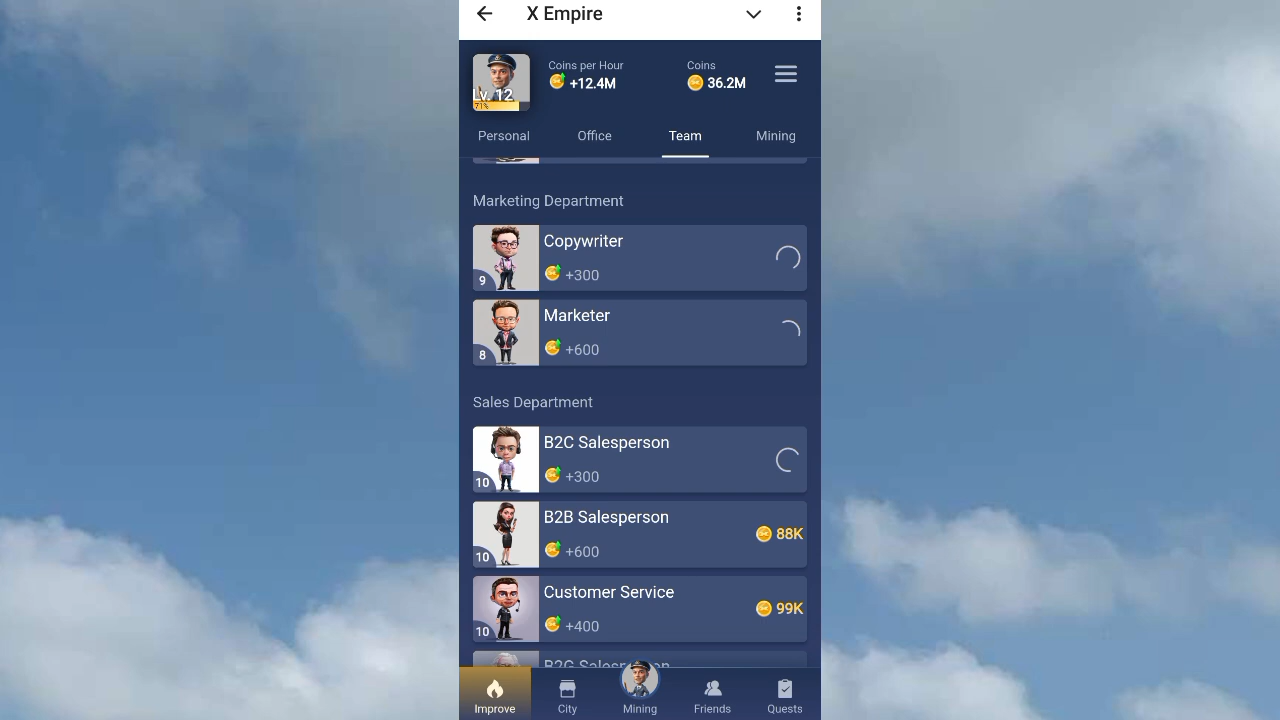 X Empire
Coins per Hour
+12.4M
Coins
36.2M
Lv. 12
71%
Personal
Office
Team
Mining
Marketing Department
Copywriter
+300
9
Marketer
+600
8
Sales Department
B2C Salesperson
+300
10
B2B Salesperson
+600
10
88K
Customer Service
+400
10
99K
B2G Salesperson
Improve
City
Mining
Friends
Quests